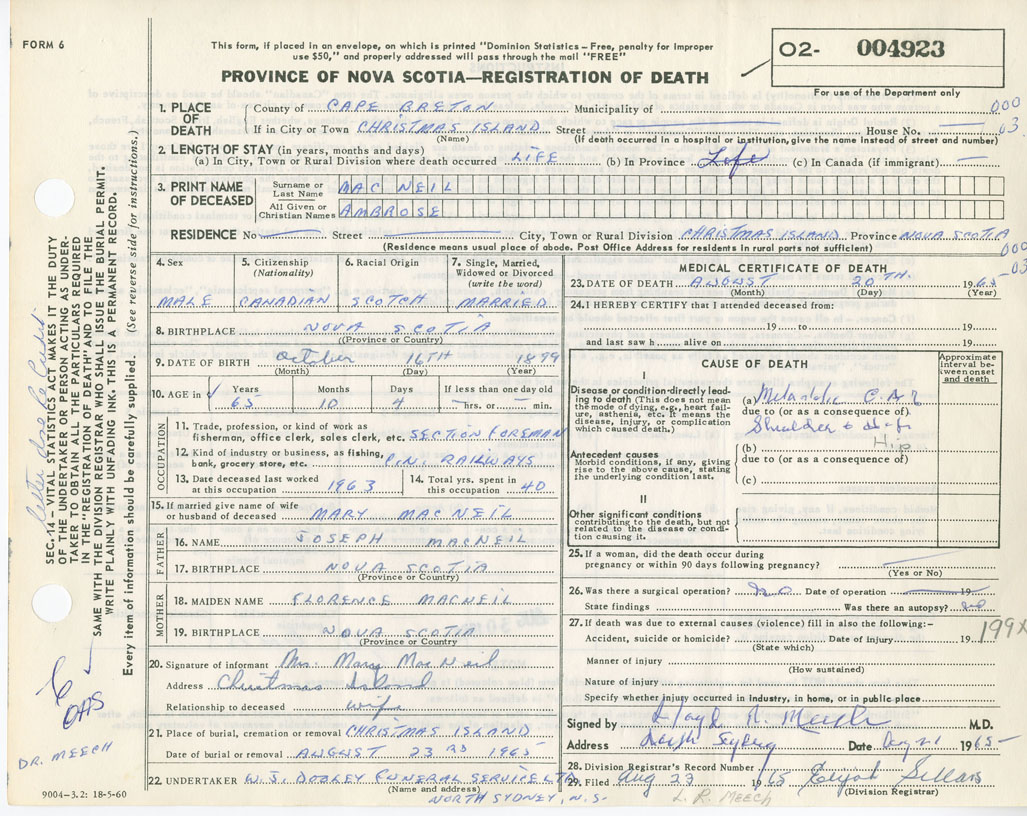 FORM 6
This form, if placed in an envelope, on which is printed "Dominion Statistics – Free, penalty for improper
use $50," and properly addressed will pass through the mail "FREE"
PROVINCE OF NOVA SCOTIA—REGISTRATION OF DEATH
02- 004923
For use of the Department only
1. PLACE OF DEATH
County of CAPE BRETON Municipality of
If in City or Town CHRISTMAS ISLAND Street House No.
(Name) (If death occurred in a hospital or institution, give the name instead of street and number)
000
03.
2. LENGTH OF STAY (in years, months and days)
(a) In City, Town or Rural Division where death occurred LIFE (b) In Province Life (c) In Canada (if immigrant)
3. PRINT NAME OF DECEASED
Surname or Last Name MAC NEIL
All Given or Christian Names AMBROSE
RESIDENCE No Street City, Town or Rural Division CHRISTMAS ISLAND Province NOVA SCOTIA
(Residence means usual place of abode. Post Office Address for residents in rural parts not sufficient)
000
03
4. Sex
MALE
5. Citizenship (Nationality)
CANADIAN
6. Racial Origin
SCOTCH
7. Single, Married, Widowed or Divorced (write the word)
MARRIED
8. BIRTHPLACE NOVA SCOTIA
(Province or Country)
9. DATE OF BIRTH October 16TH 1879
(Month) (Day) (Year)
10. AGE in Years Months Days If less than one day old
65 10 4 hrs. or min.
OCCUPATION
11. Trade, profession, or kind of work as
fisherman, office clerk, sales clerk, etc. SECTION FOREMAN
12. Kind of industry or business, as fishing,
bank, grocery store, etc. C.N. RAILWAYS
13. Date deceased last worked at this occupation 1963
14. Total yrs. spent in this occupation 40
15. If married give name of wife or husband of deceased MARY MAC NEIL
FATHER
16. NAME JOSEPH MACNEIL
17. BIRTHPLACE NOVA SCOTIA
(Province or Country)
MOTHER
18. MAIDEN NAME FLORENCE MACNEIL
19. BIRTHPLACE NOVA SCOTIA
(Province or Country)
20. Signature of informant Mrs. Mary Mac Neil
Address Christmas Island
Relationship to deceased wife
21. Place of burial, cremation or removal CHRISTMAS ISLAND
Date of burial or removal AUGUST 23 RD 1965
22. UNDERTAKER W.J. DOOLEY FUNERAL SERVICE LTD
(Name and address)
NORTH SYDNEY, N.S.
MEDICAL CERTIFICATE OF DEATH
23. DATE OF DEATH AUGUST 20 TH. 1965
(Month) (Day) (Year)
24. I HEREBY CERTIFY that I attended deceased from:
19 to 19
and last saw h alive on 19
CAUSE OF DEATH
Approximate interval between onset and death
I
Disease or condition directly leading to death (This does not mean the mode of dying, e.g., heart failure, asthenia, etc. It means the disease, injury, or complication which caused death.)
(a)
due to (or as a consequence of)
Antecedent causes
Morbid conditions, if any, giving rise to the above cause, stating the underlying condition last.
Hip
(b)
due to (or as a consequence of)
(c)
II
Other significant conditions
contributing to the death, but not related to the disease or condition causing it.
25. If a woman, did the death occur during
pregnancy or within 90 days following pregnancy?
(Yes or No)
26. Was there a surgical operation? no Date of operation 19
State findings Was there an autopsy? no
27. If death was due to external causes (violence) fill in also the following:-
Accident, suicide or homicide? Date of injury 19
(State which)
199X
Manner of injury
(How sustained)
Nature of injury
Specify whether injury occurred in industry, in home, or in public place
Signed by Lloyd R. Meech M.D.
Address Date Aug 21 1965
28. Division Registrar's Record Number
29. Filed Aug 23 1965 Elijah Sellars
(Division Registrar)
L. R. MEECH
SEC. 14 – VITAL STATISTICS ACT MAKES IT THE DUTY
OF THE UNDERTAKER OR PERSON ACTING AS UNDER-
TAKER TO OBTAIN ALL THE PARTICULARS REQUIRED
IN THE "REGISTRATION OF DEATH" AND TO FILE THE
SAME WITH THE DIVISION REGISTRAR WHO SHALL ISSUE THE BURIAL PERMIT.
WRITE PLAINLY WITH UNFADING INK. THIS IS A PERMANENT RECORD.
Every item of information should be carefully supplied. (See reverse side for instructions.)
OAS
DR. MEECH
9004-3.2: 18-5-60